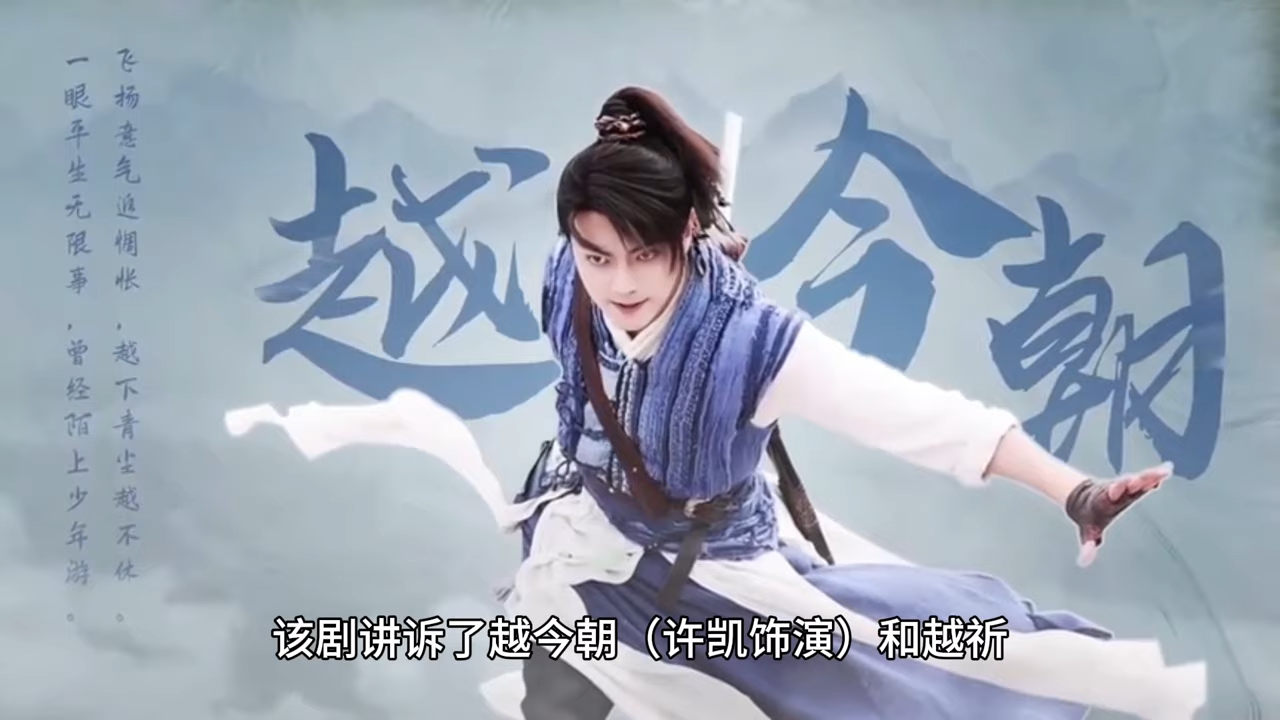 飞扬意气追惆怅,越下青尘越不休。
一眼平生无限事,曾经陌上少年游。
越今朝
该剧讲诉了越今朝（许凯饰演）和越祈